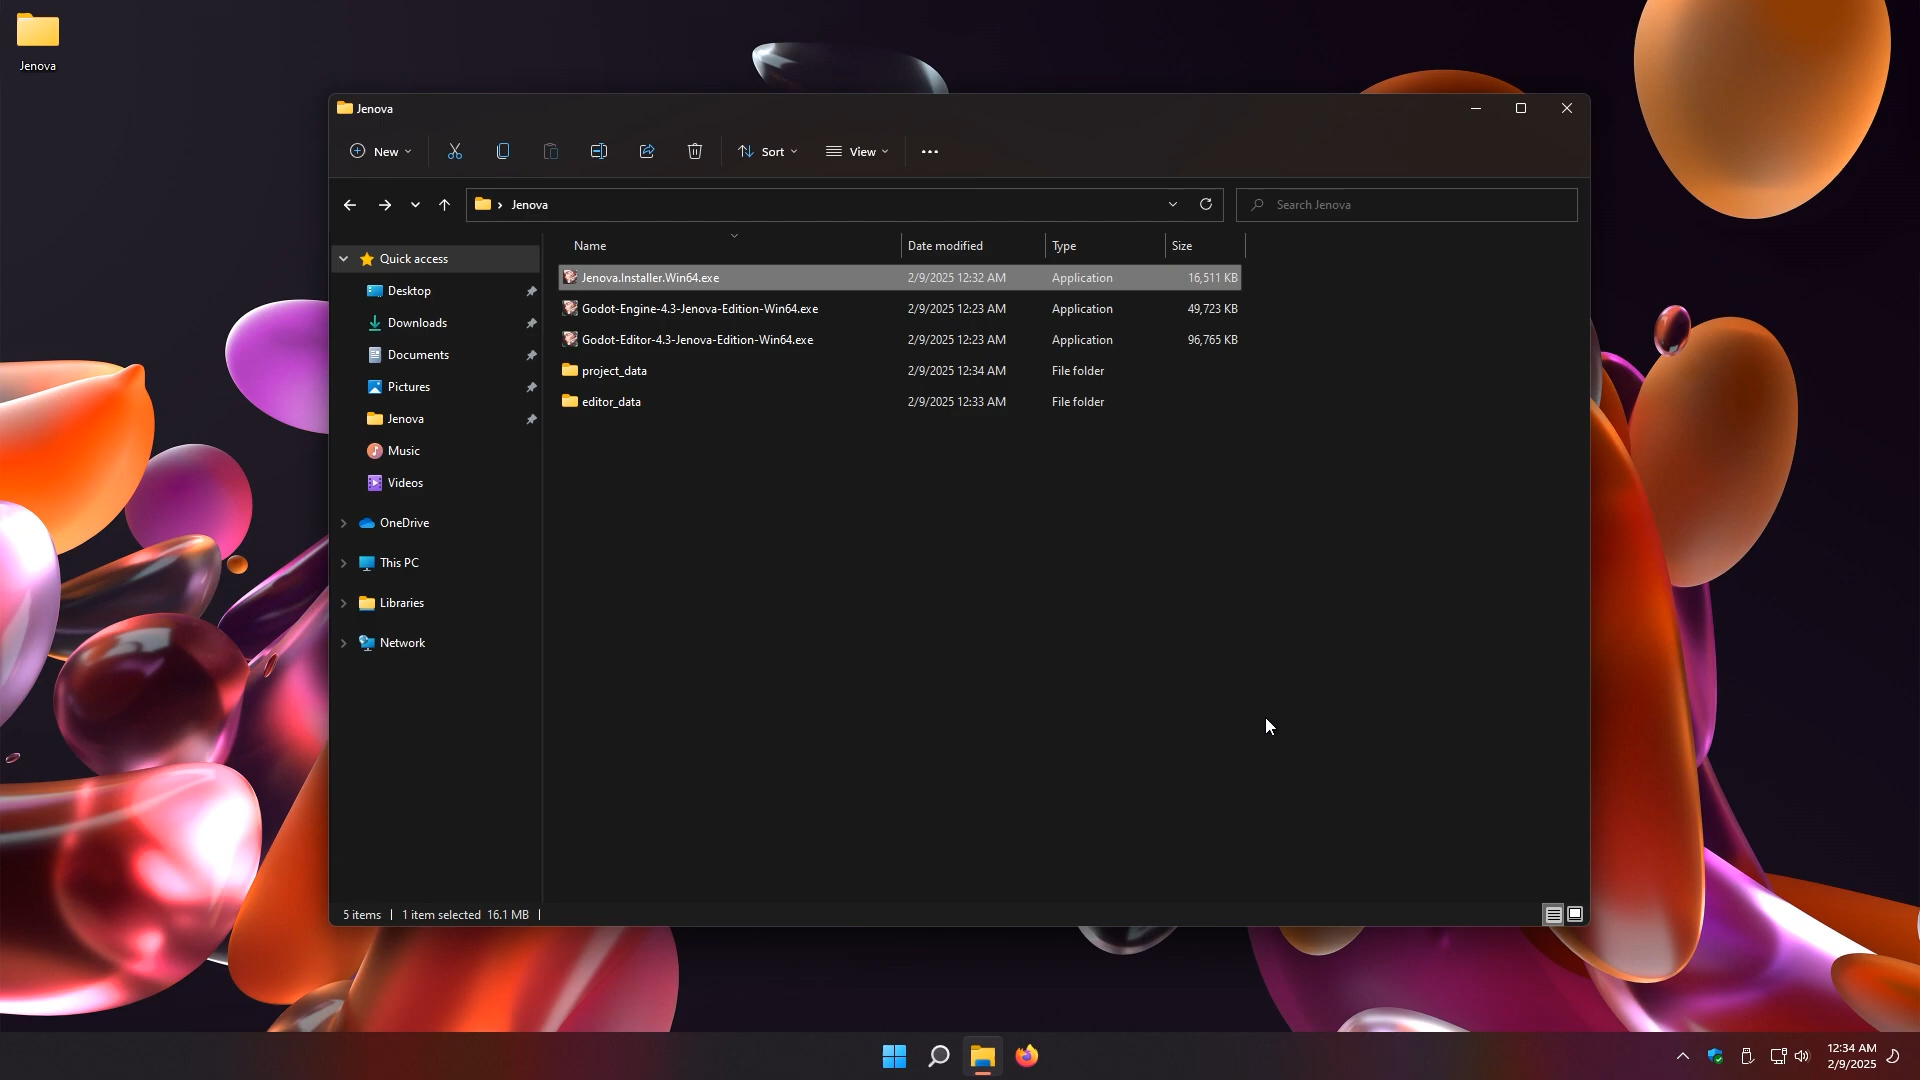 Jenova
Jenova
New
Sort
View
Jenova
Search Jenova
Name Date modified Type Size
Quick access
Desktop
Downloads
Documents
Pictures
Jenova
Music
Videos
OneDrive
This PC
Libraries
Network
Jenova.Installer.Win64.exe 2/9/2025 12:32 AM Application 16,511 KB
Godot-Engine-4.3-Jenova-Edition-Win64.exe 2/9/2025 12:23 AM Application 49,723 KB
Godot-Editor-4.3-Jenova-Edition-Win64.exe 2/9/2025 12:23 AM Application 96,765 KB
project_data 2/9/2025 12:34 AM File folder
editor_data 2/9/2025 12:33 AM File folder
5 items 1 item selected 16.1 MB
12:34 AM
2/9/2025